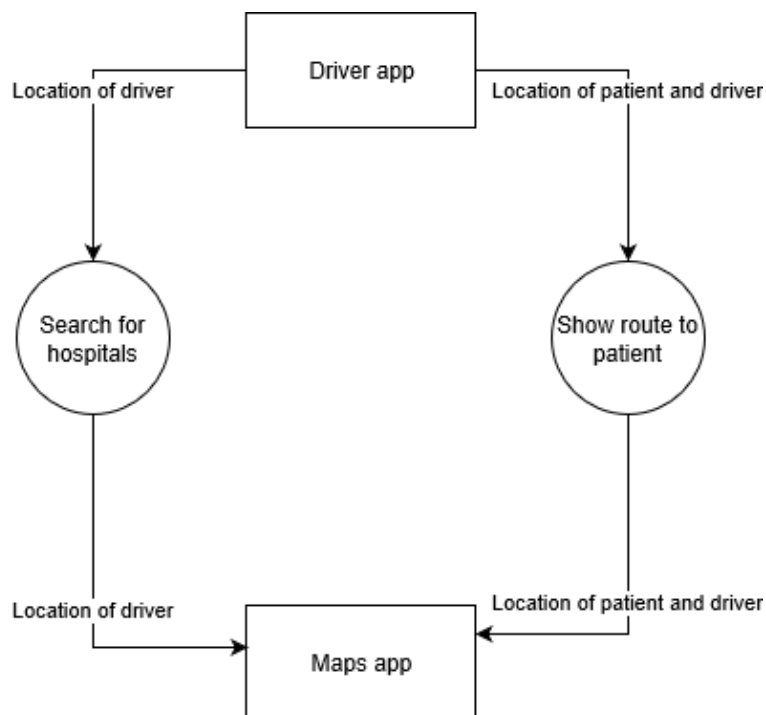 Driver app
Location of driver
Location of patient and driver
Search for
hospitals
Show route to
patient
Location of driver
Location of patient and driver
Maps app